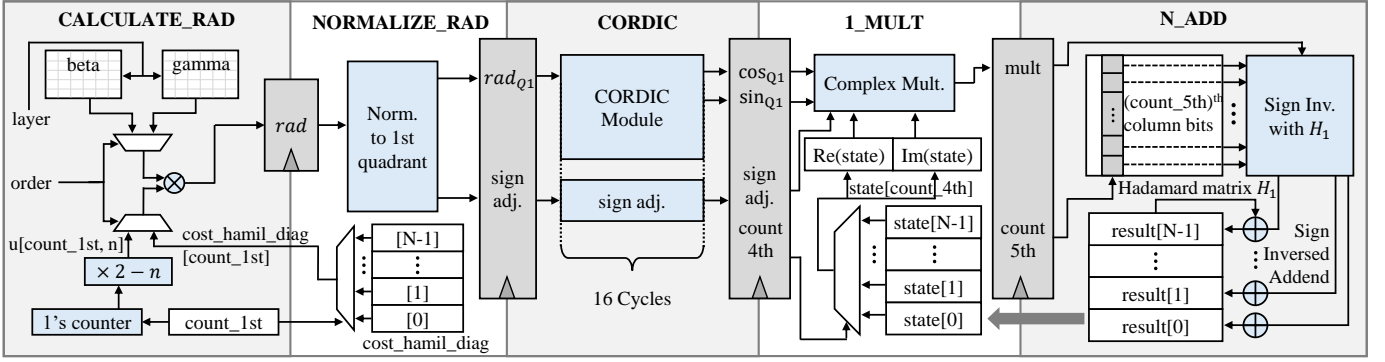 CALCULATE_RAD
NORMALIZE_RAD
CORDIC
1_MULT
N_ADD
beta
gamma
layer
order
u[count_1st, n]
× 2 − n
1's counter
count_1st
cost_hamil_diag
[count_1st]
rad
Norm.
to 1st
quadrant
[N-1]
⋮
⋮
[1]
[0]
cost_hamil_diag
rad_Q1
sign
adj.
CORDIC
Module
sign adj.
16 Cycles
cos_Q1
sin_Q1
sign
adj.
count
4th
Complex Mult.
Re(state)
Im(state)
state[count_4th]
state[N-1]
⋮
⋮
state[1]
state[0]
mult
count
5th
(count_5th)^th
column bits
Hadamard matrix H_1
Sign Inv.
with H_1
result[N-1]
⋮
result[1]
result[0]
Sign
Inversed
Addend